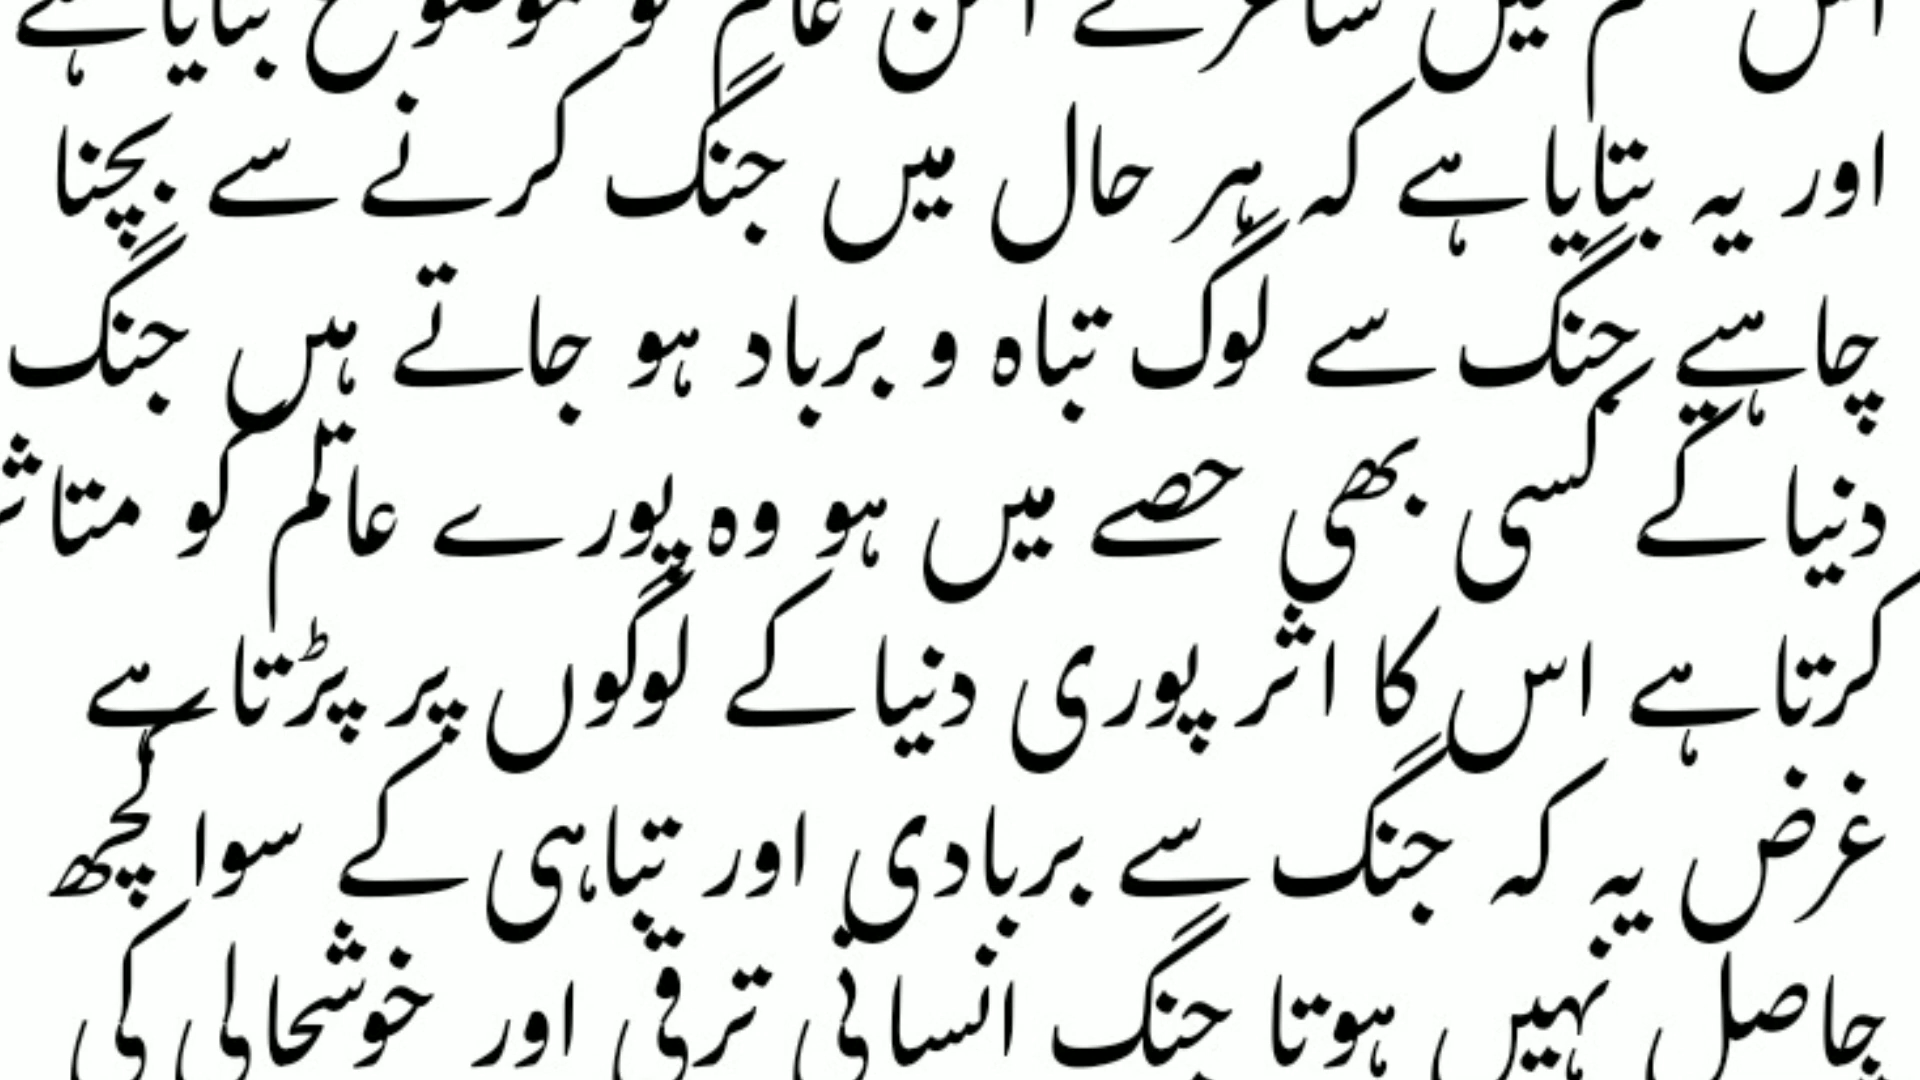 اس نظم میں شاعر نے امن عالم کو موضوع بنایا ہے
اور یہ بتایا ہے کہ ہر حال میں جنگ کرنے سے بچنا
چاہیے جنگ سے لوگ تباہ و برباد ہو جاتے ہیں جنگ
دنیا کے کسی بھی حصے میں ہو وہ پورے عالم کو متاثر
کرتا ہے اس کا اثر پوری دنیا کے لوگوں پر پڑتا ہے
غرض یہ کہ جنگ سے بربادی اور تباہی کے سوا کچھ
حاصل نہیں ہوتا جنگ انسانی ترقی اور خوشحالی کی